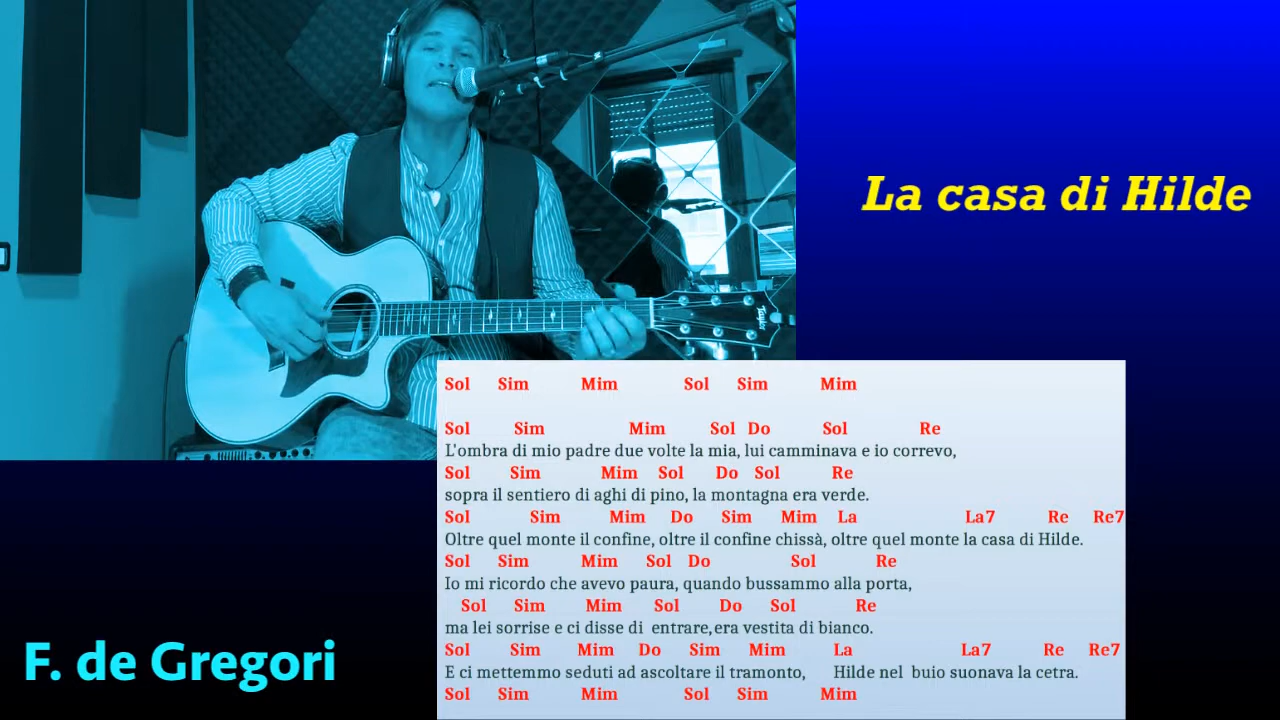 La casa di Hilde
Taylor
Sol Sim Mim Sol Sim Mim
Sol Sim Mim Sol Do Sol Re
L'ombra di mio padre due volte la mia, lui camminava e io correvo,
Sol Sim Mim Sol Do Sol Re
sopra il sentiero di aghi di pino, la montagna era verde.
Sol Sim Mim Do Sim Mim La La7 Re Re7
Oltre quel monte il confine, oltre il confine chissà, oltre quel monte la casa di Hilde.
Sol Sim Mim Sol Do Sol Re
Io mi ricordo che avevo paura, quando bussammo alla porta,
Sol Sim Mim Sol Do Sol Re
ma lei sorrise e ci disse di entrare, era vestita di bianco.
Sol Sim Mim Do Sim Mim La La7 Re Re7
E ci mettemmo seduti ad ascoltare il tramonto, Hilde nel buio suonava la cetra.
Sol Sim Mim Sol Sim Mim
F. de Gregori